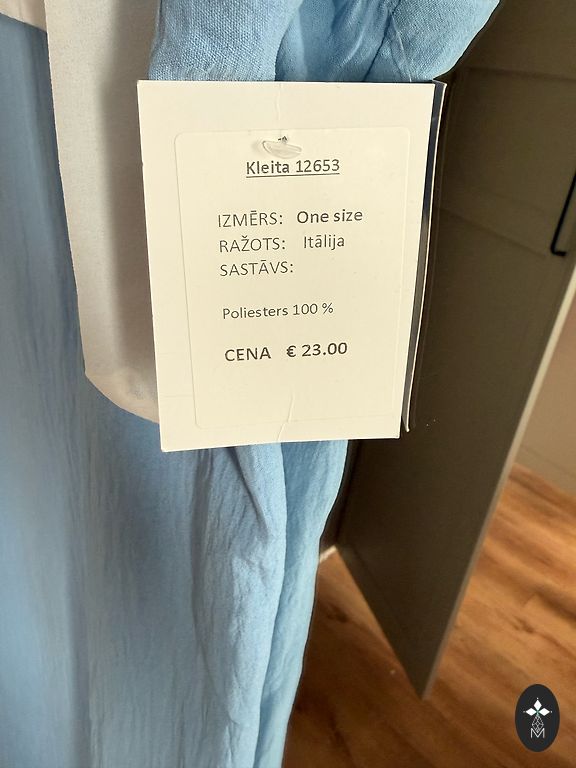 Kleita 12653
IZMĒRS: One size
RAŽOTS: Itālija
SASTĀVS:
Poliesters 100 %
CENA € 23.00
M